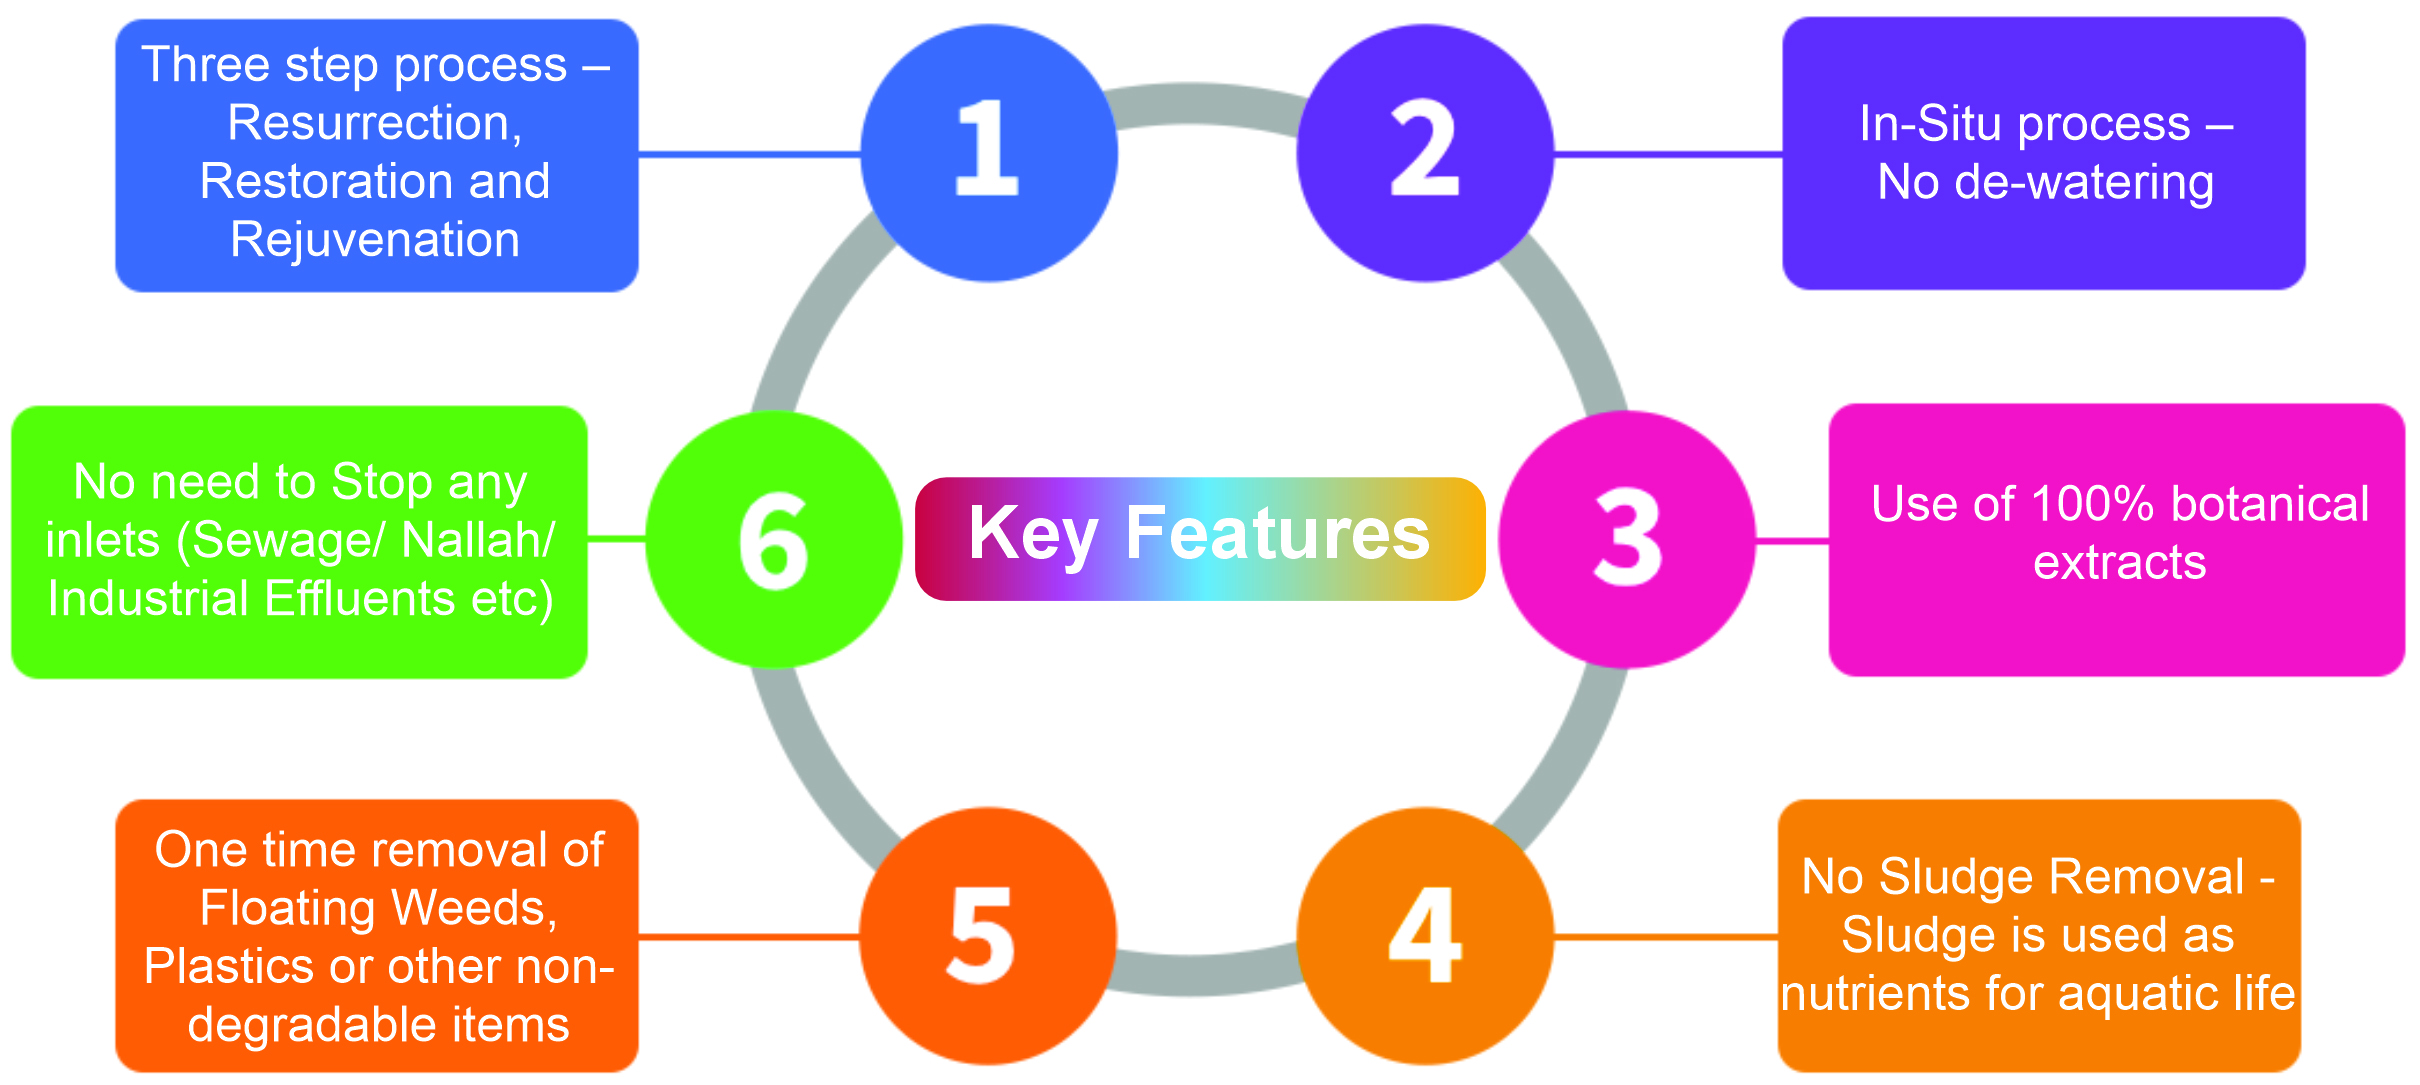 Three step process –
Resurrection,
Restoration and
Rejuvenation
1
2
In-Situ process –
No de-watering
No need to Stop any
inlets (Sewage/ Nallah/
Industrial Effluents etc)
6
Key Features
3
Use of 100% botanical
extracts
One time removal of
Floating Weeds,
Plastics or other non-
degradable items
5
4
No Sludge Removal -
Sludge is used as
nutrients for aquatic life